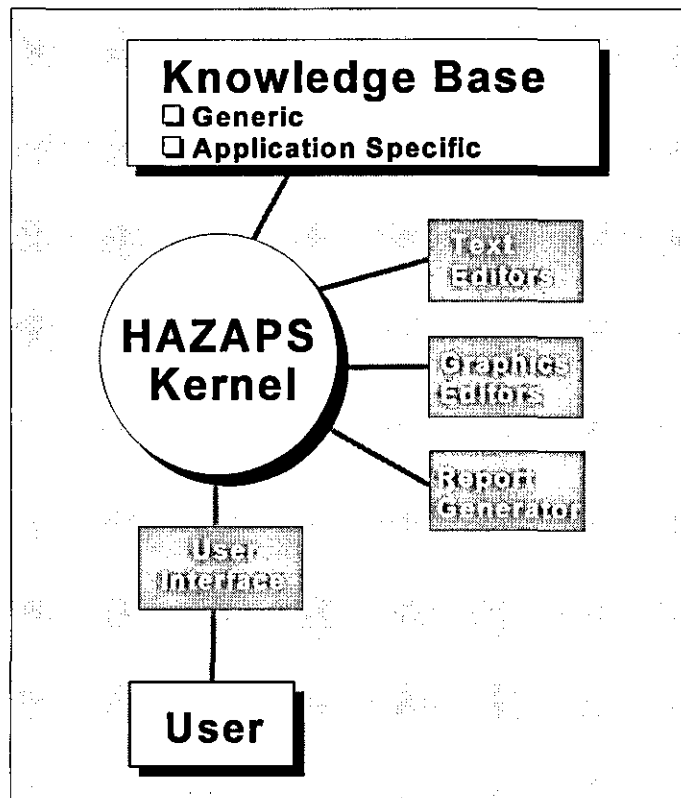 Knowledge Base
❑ Generic
❑ Application Specific
HAZAPS
Kernel
Text
Editors
Graphics
Editors
Report
Generator
User
Interface
User